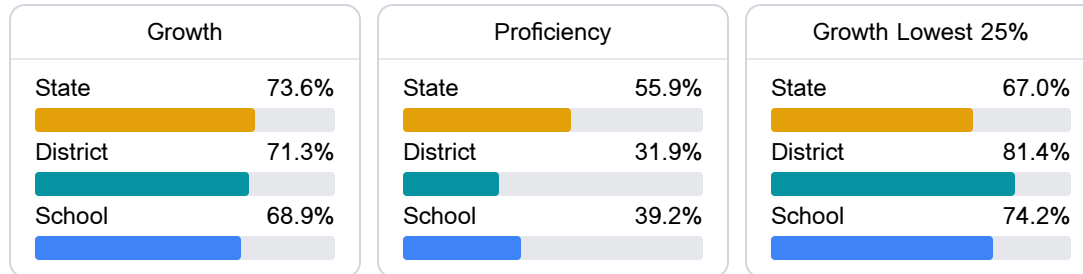 Growth
State 73.6%
District 71.3%
School 68.9%
Proficiency
State 55.9%
District 31.9%
School 39.2%
Growth Lowest 25%
State 67.0%
District 81.4%
School 74.2%